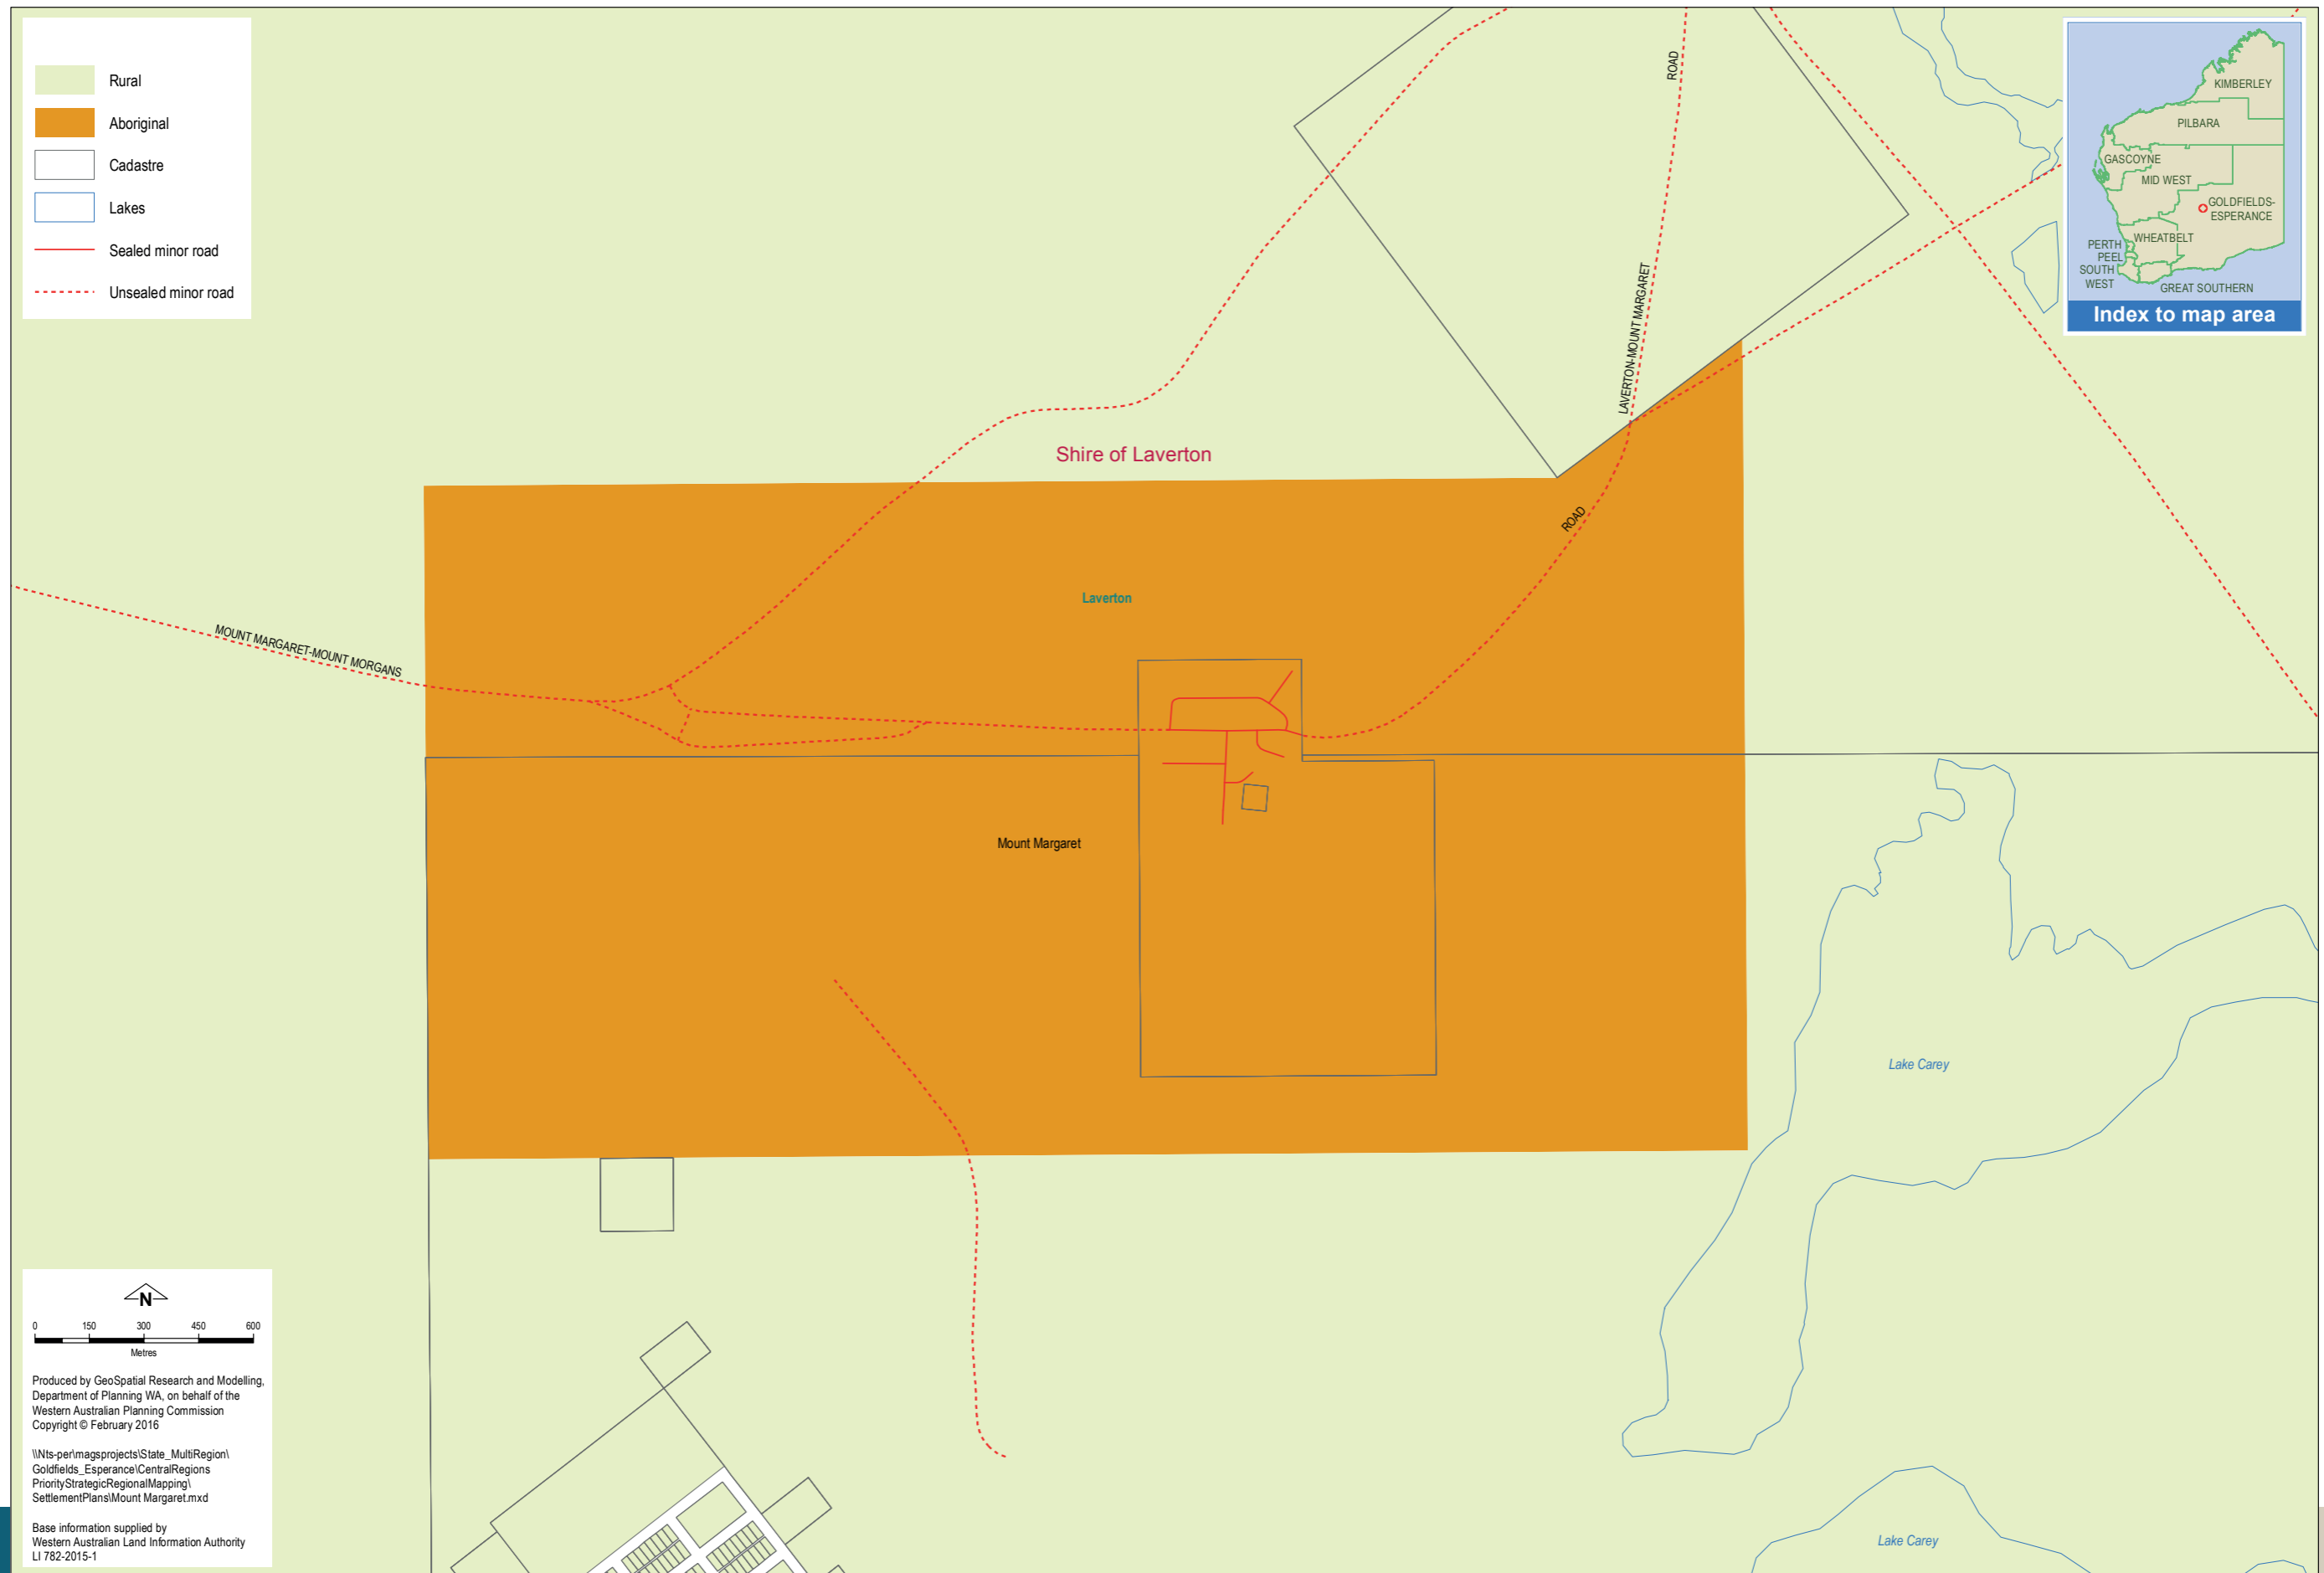 Rural
Aboriginal
Cadastre
Lakes
Sealed minor road
Unsealed minor road
ROAD
LAVERTON-MOUNT MARGARET
ROAD
KIMBERLEY
PILBARA
GASCOYNE
MID WEST
GOLDFIELDS-
ESPERANCE
WHEATBELT
PERTH
PEEL
SOUTH
WEST
GREAT SOUTHERN
Index to map area
Shire of Laverton
Laverton
MOUNT MARGARET-MOUNT MORGANS
Mount Margaret
Lake Carey
Lake Carey
N
0 150 300 450 600
Metres
Produced by GeoSpatial Research and Modelling,
Department of Planning WA, on behalf of the
Western Australian Planning Commission
Copyright © February 2016
\\Nts-per\magsprojects\State_MultiRegion\
Goldfields_Esperance\CentralRegions
PriorityStrategicRegionalMapping\
SettlementPlans\Mount Margaret.mxd
Base information supplied by
Western Australian Land Information Authority
LI 782-2015-1